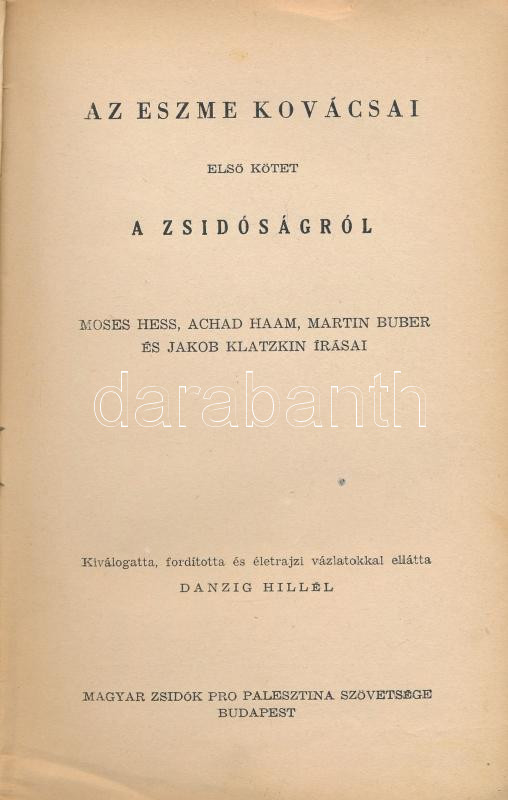 AZ ESZME KOVÁCSAI
ELSŐ KÖTET
A ZSIDÓSÁGRÓL
MOSES HESS, ACHAD HAAM, MARTIN BUBER
ÉS JAKOB KLATZKIN ÍRÁSAI
darabanth
Kiválogatta, fordította és életrajzi vázlatokkal ellátta
DANZIG HILLÉL
MAGYAR ZSIDÓK PRO PALESZTINA SZÖVETSÉGE
BUDAPEST